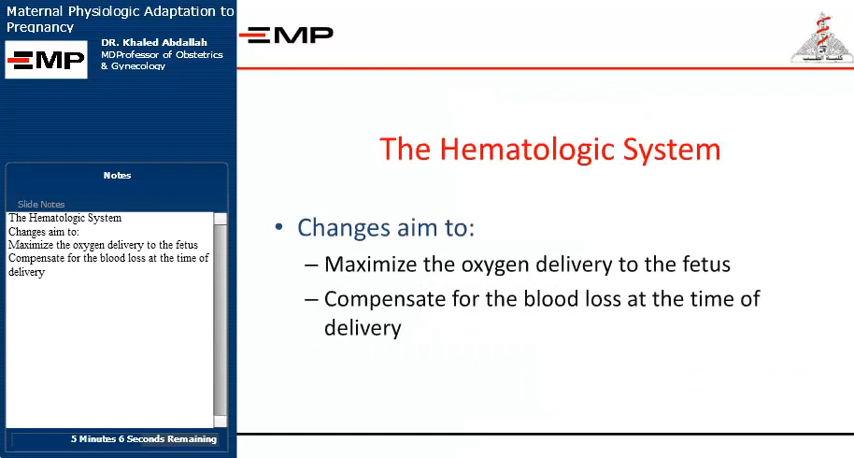 Maternal Physiologic Adaptation to
Pregnancy
DR. Khaled Abdallah
MDProfessor of Obstetrics
& Gynecology
EMP
Notes
Slide Notes
The Hematologic System
Changes aim to:
Maximize the oxygen delivery to the fetus
Compensate for the blood loss at the time of
delivery
5 Minutes 6 Seconds Remaining
EMP
كلية الطب
The Hematologic System
• Changes aim to:
– Maximize the oxygen delivery to the fetus
– Compensate for the blood loss at the time of
delivery